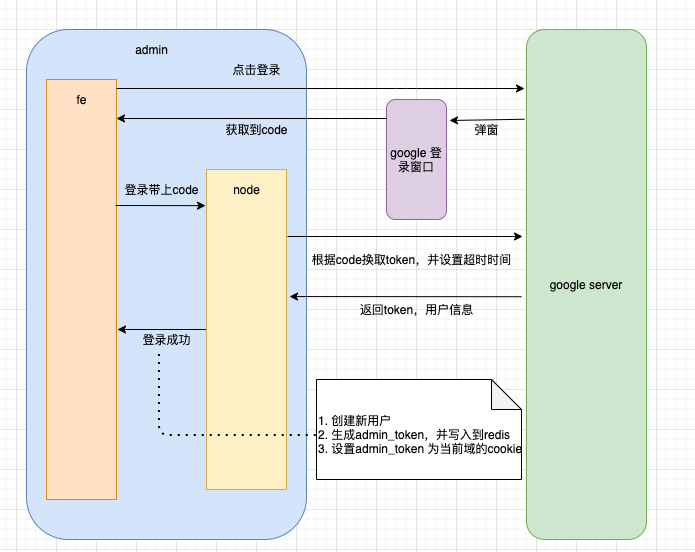 admin
点击登录
fe
获取到code
弹窗
google 登
录窗口
登录带上code
node
根据code换取token，并设置超时时间
google server
返回token，用户信息
登录成功
1. 创建新用户
2. 生成admin_token，并写入到redis
3. 设置admin_token 为当前域的cookie